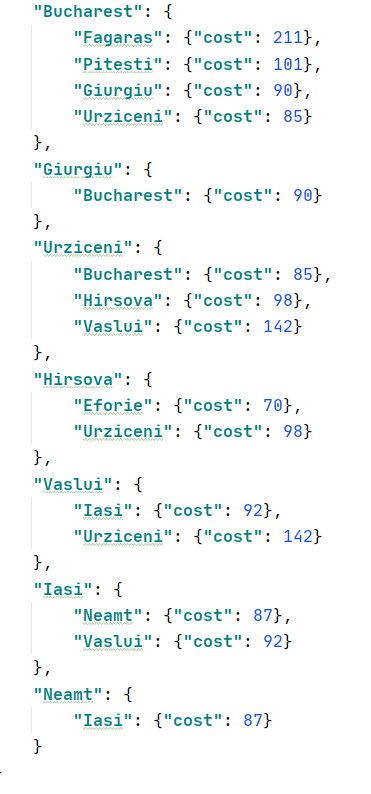 "Bucharest": {
"Fagaras": {"cost": 211},
"Pitesti": {"cost": 101},
"Giurgiu": {"cost": 90},
"Urziceni": {"cost": 85}
},
"Giurgiu": {
"Bucharest": {"cost": 90}
},
"Urziceni": {
"Bucharest": {"cost": 85},
"Hirsova": {"cost": 98},
"Vaslui": {"cost": 142}
},
"Hirsova": {
"Eforie": {"cost": 70},
"Urziceni": {"cost": 98}
},
"Vaslui": {
"Iasi": {"cost": 92},
"Urziceni": {"cost": 142}
},
"Iasi": {
"Neamt": {"cost": 87},
"Vaslui": {"cost": 92}
},
"Neamt": {
"Iasi": {"cost": 87}
}